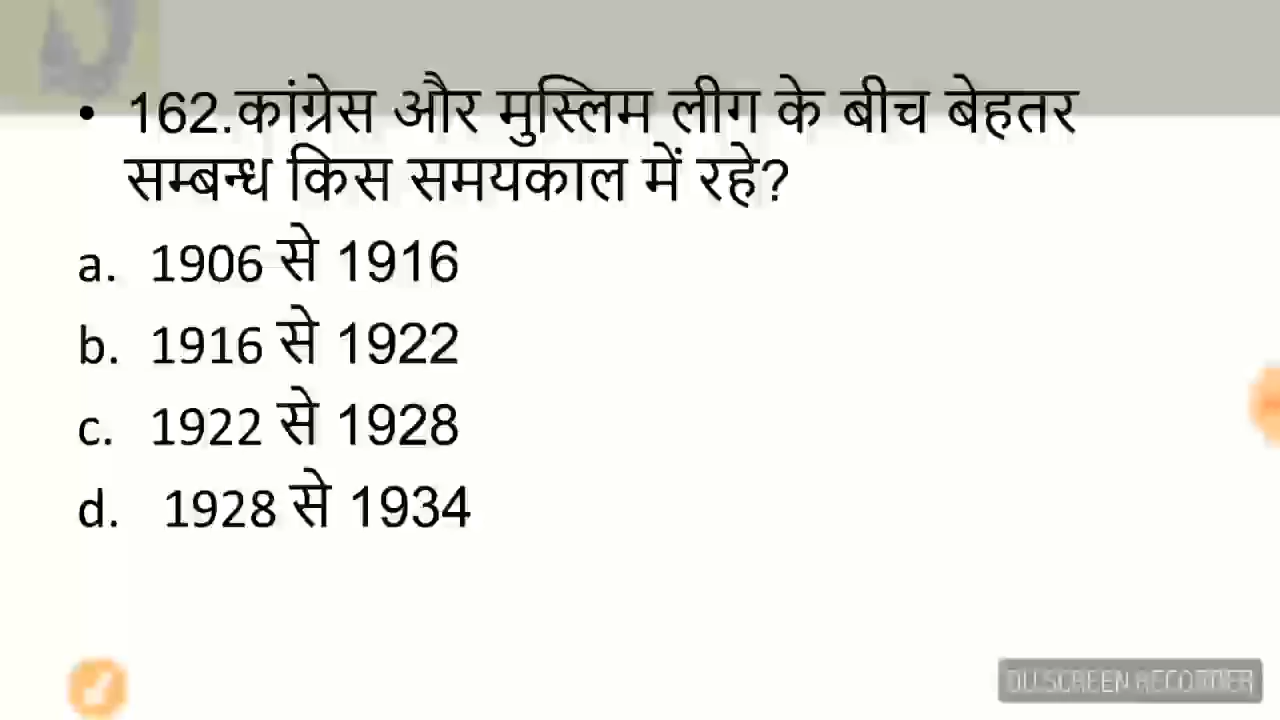 • 162.कांग्रेस और मुस्लिम लीग के बीच बेहतर
सम्बन्ध किस समयकाल में रहे?
a. 1906 से 1916
b. 1916 से 1922
c. 1922 से 1928
d. 1928 से 1934
DU SCREEN RECORDER